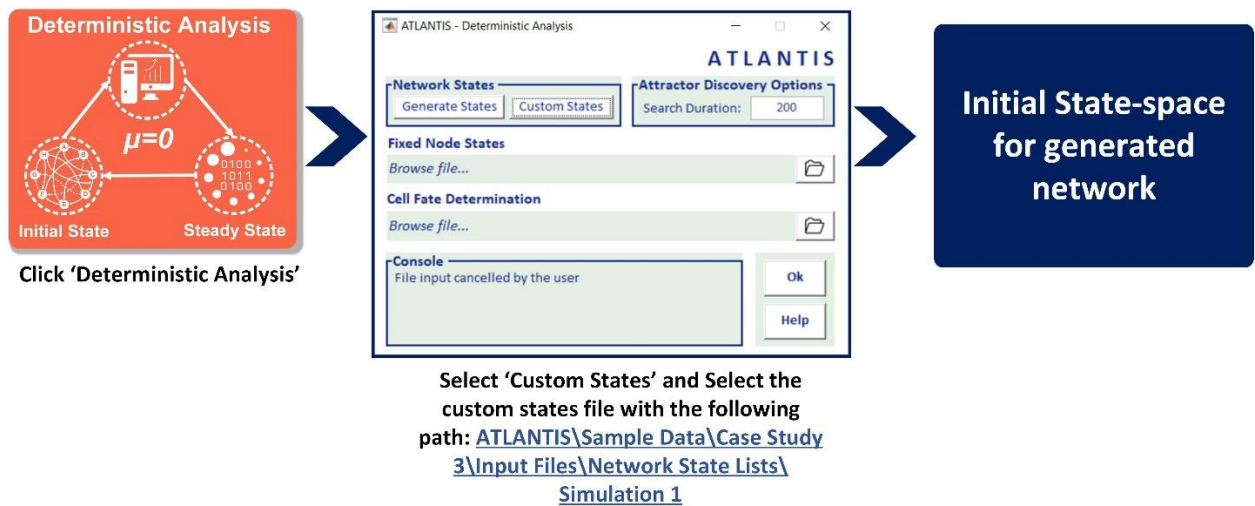 Deterministic Analysis
μ=0
0100
1011
0100
Initial State
Steady State
Click ‘Deterministic Analysis’
ATLANTIS - Deterministic Analysis
ATLANTIS
Network States
Generate States
Custom States
Attractor Discovery Options
Search Duration:
200
Fixed Node States
Browse file...
Cell Fate Determination
Browse file...
Console
File input cancelled by the user
Ok
Help
Select ‘Custom States’ and Select the
custom states file with the following
path: ATLANTIS\Sample Data\Case Study
3\Input Files\Network State Lists\
Simulation 1
Initial State-space
for generated
network